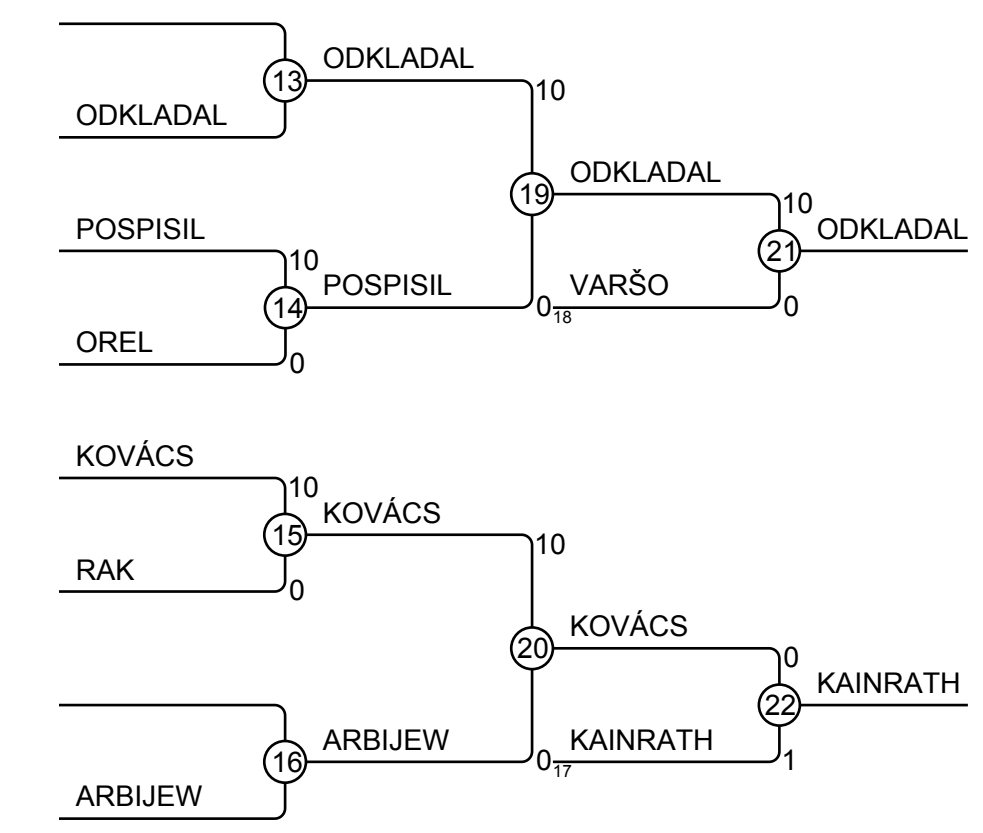 ODKLADAL
13
ODKLADAL
10
ODKLADAL
19
10
POSPISIL
ODKLADAL
10
21
POSPISIL
VARŠO
14
0 18
0
OREL
0
KOVÁCS
10
KOVÁCS
15
10
RAK
0
KOVÁCS
20
0
KAINRATH
22
ARBIJEW
KAINRATH
16
0 17
1
ARBIJEW